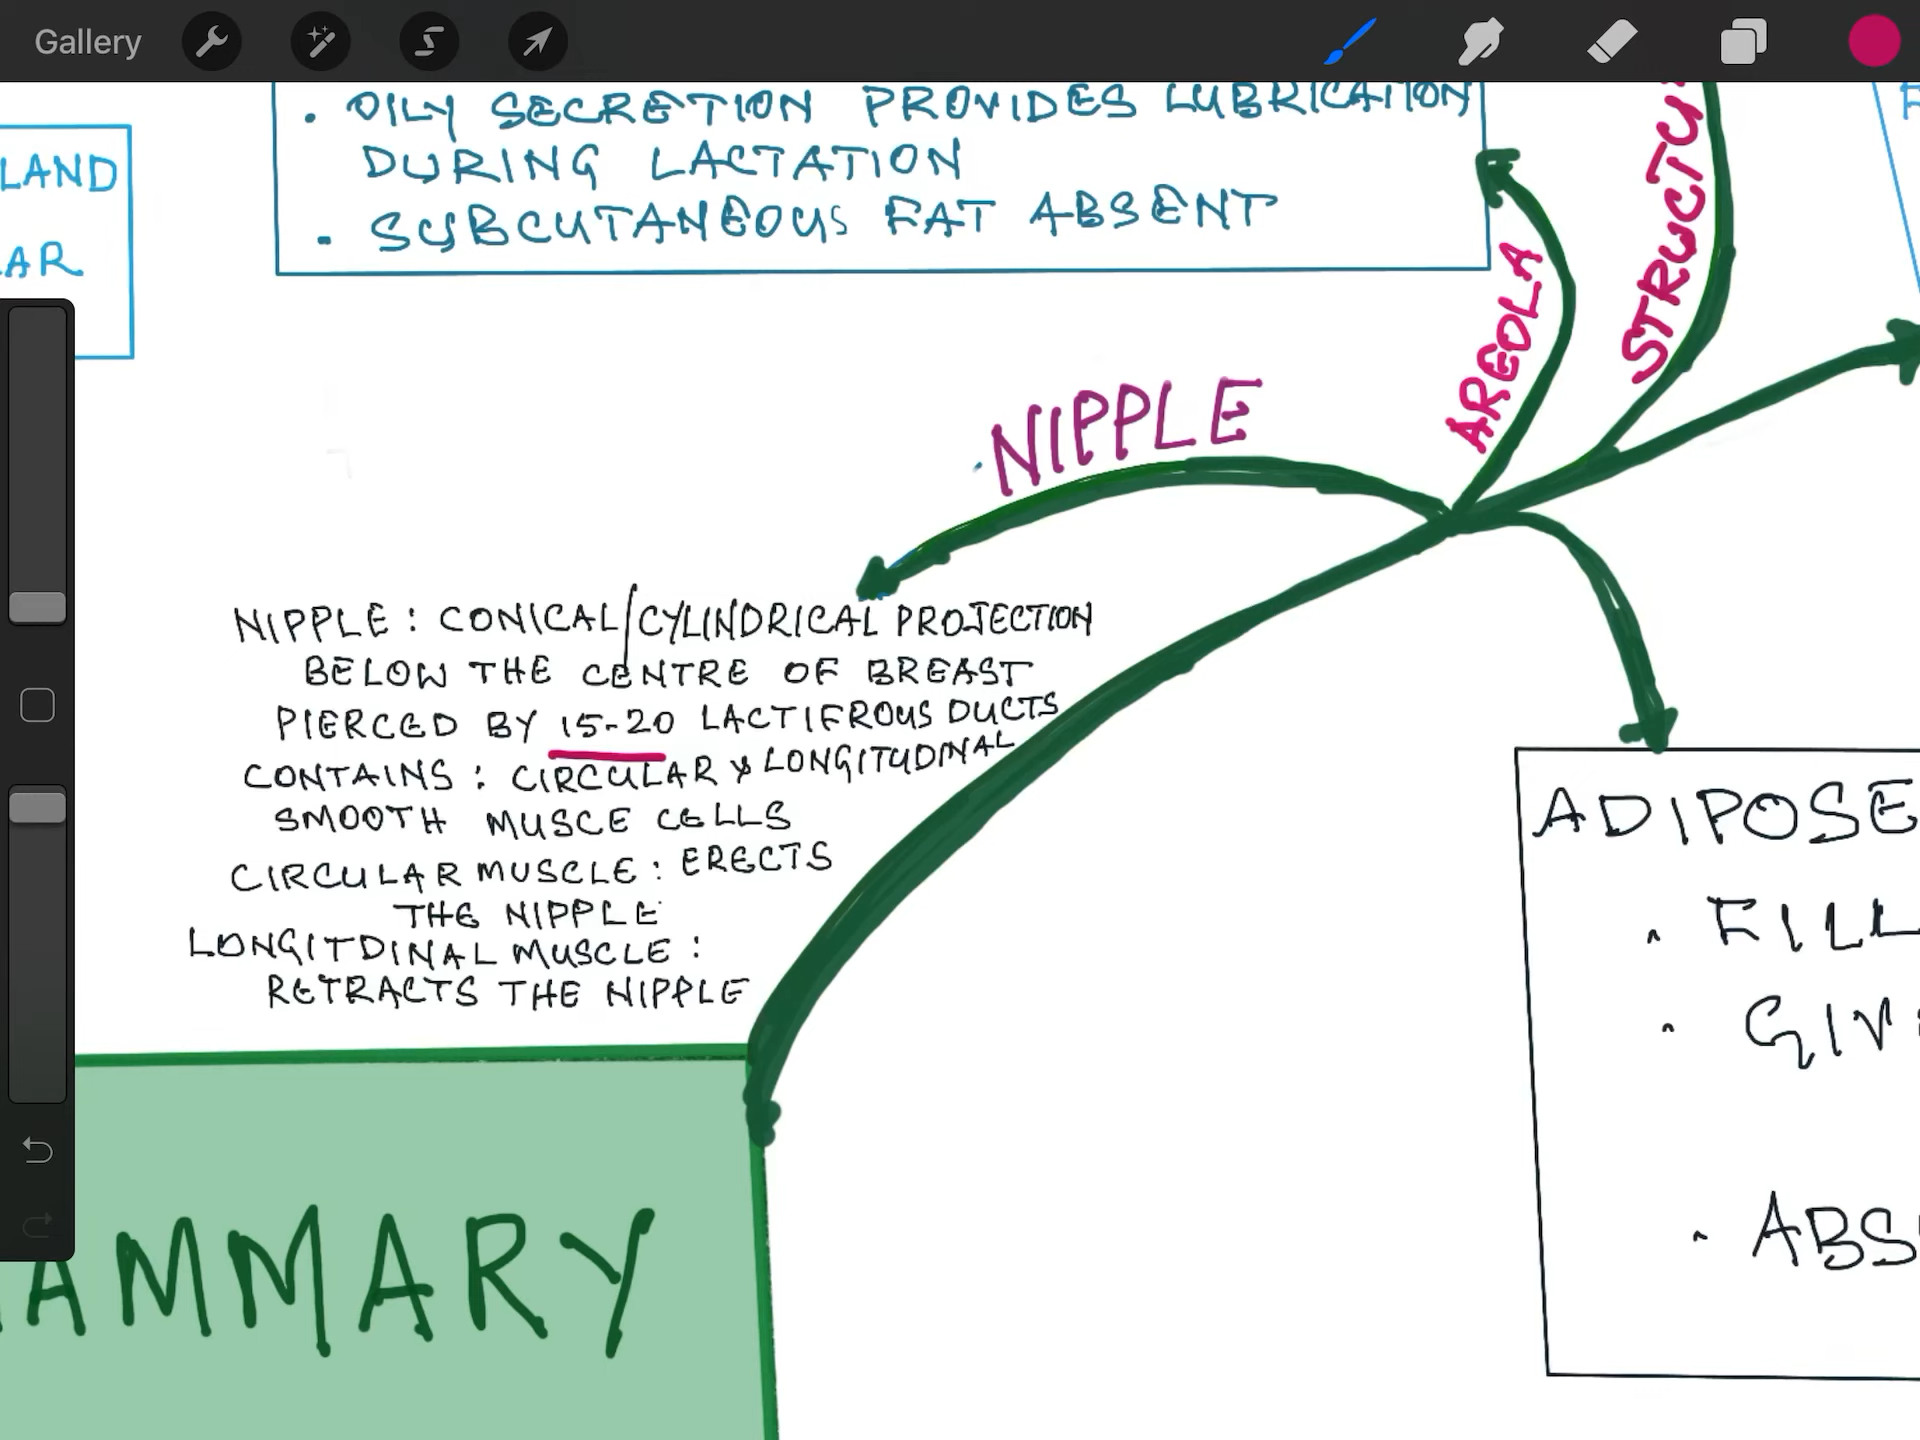 Gallery
. OILY SECRETION PROVIDES LUBRICATION
DURING LACTATION
. SUBCUTANEOUS FAT ABSENT
LAND
AR
AREOLA
STRUCTU
NIPPLE
NIPPLE : CONICAL/CYLINDRICAL PROJECTION
BELOW THE CENTRE OF BREAST
PIERCED BY 15-20 LACTIFROUS DUCTS
CONTAINS : CIRCULAR & LONGITUDINAL
SMOOTH MUSCE CELLS
CIRCULAR MUSCLE : ERECTS
THE NIPPLE
LONGITDINAL MUSCLE :
RETRACTS THE NIPPLE
ADIPOSE
. FILL
. GIV
. ABS
AMMARY